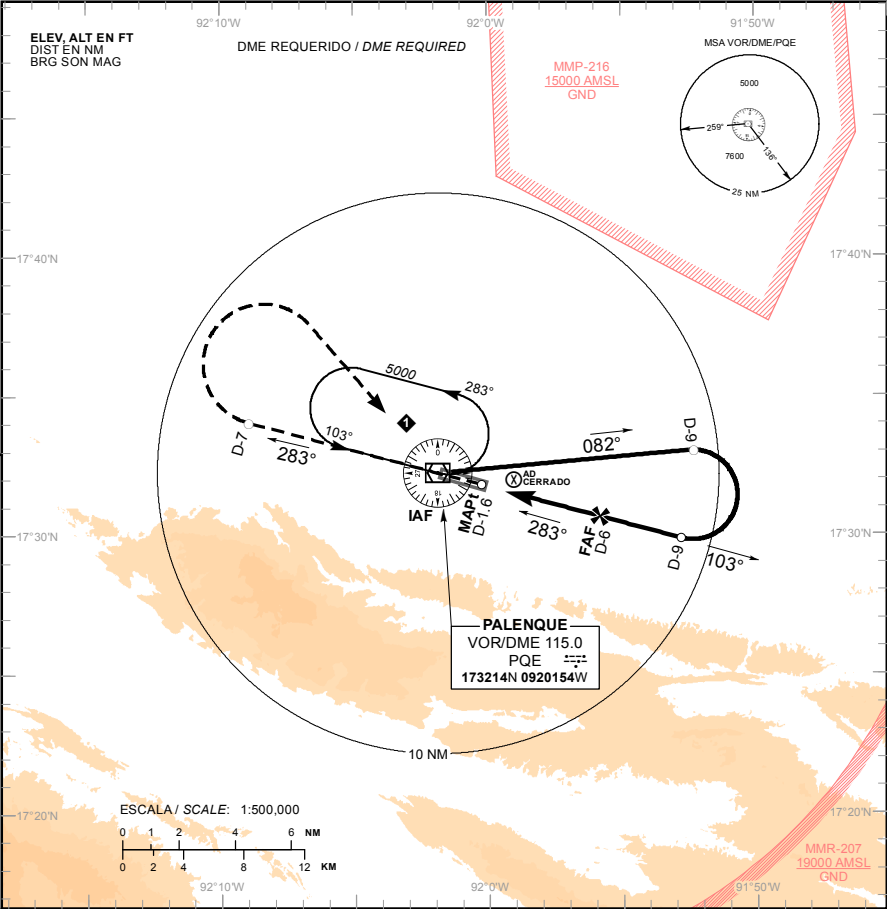 92°10'W
92°0'W
91°50'W
ELEV, ALT EN FT
DIST EN NM
BRG SON MAG
DME REQUERIDO / DME REQUIRED
MSA VOR/DME/PQE
5000
259°
136°
7600
25 NM
MMP-216
15000 AMSL
GND
17°40'N
17°40'N
5000
283°
103°
D-7
283°
1
0
27
18
082°
D-9
X
AD
CERRADO
IAF
MAPt
D-1.6
283°
FAF
D-6
D-9
103°
17°30'N
17°30'N
PALENQUE
VOR/DME 115.0
PQE
173214N 0920154W
10 NM
ESCALA / SCALE: 1:500,000
0 1 2 4 6 NM
0 2 4 8 12 KM
17°20'N
17°20'N
MMR-207
19000 AMSL
GND
92°10'W
92°0'W
91°50'W